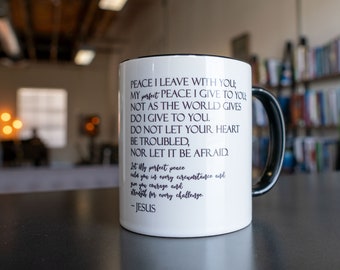 PEACE I LEAVE WITH YOU;
MY perfect PEACE I GIVE TO YOU;
NOT AS THE WORLD GIVES
DO I GIVE TO YOU.
DO NOT LET YOUR HEART
BE TROUBLED,
NOR LET IT BE AFRAID.
Let My perfect peace
calm you in every circumstance and
give you courage and
strength for every challenge.
~ JESUS